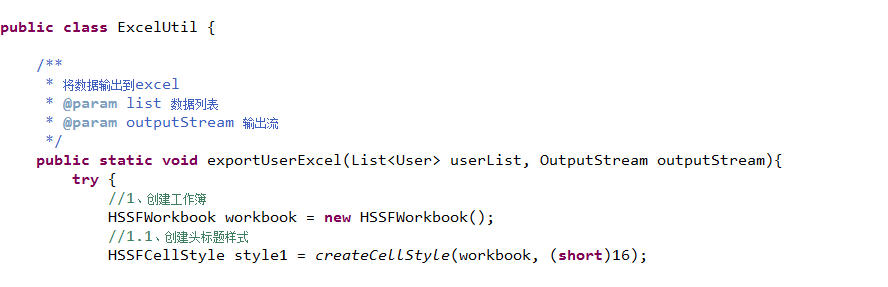 public class ExcelUtil {
/**
* 将数据输出到excel
* @param list 数据列表
* @param outputStream 输出流
*/
public static void exportUserExcel(List<User> userList, OutputStream outputStream){
try {
//1、创建工作簿
HSSFWorkbook workbook = new HSSFWorkbook();
//1.1、创建头标题样式
HSSFCellStyle style1 = createCellStyle(workbook, (short)16);